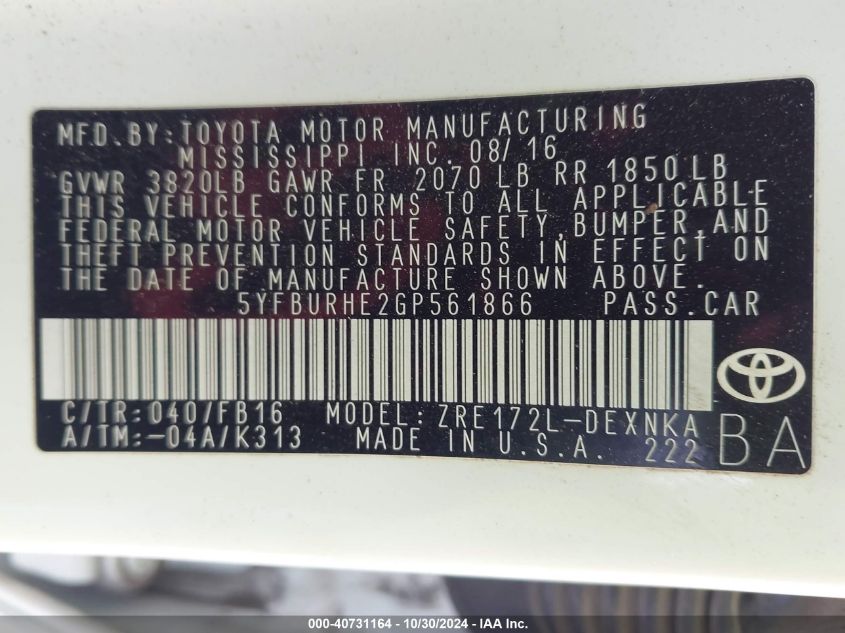 MFD.BY:TOYOTA MOTOR MANUFACTURING
MISSISSIPPI INC. 08/16
GVWR 3820LB GAWR FR 2070 LB RR 1850LB
THIS VEHICLE CONFORMS TO ALL APPLICABLE
FEDERAL MOTOR VEHICLE SAFETY,BUMPER,AND
THEFT PREVENTION STANDARDS IN EFFECT ON
THE DATE OF MANUFACTURE SHOWN ABOVE.
5YFBURHE2GP561866 PASS.CAR
C/TR:040/FB16 MODEL:ZRE172L-DEXNKA
A/TM:-04A/K313 MADE IN U.S.A. 222 BA
000-40731164 - 10/30/2024 - IAA Inc.